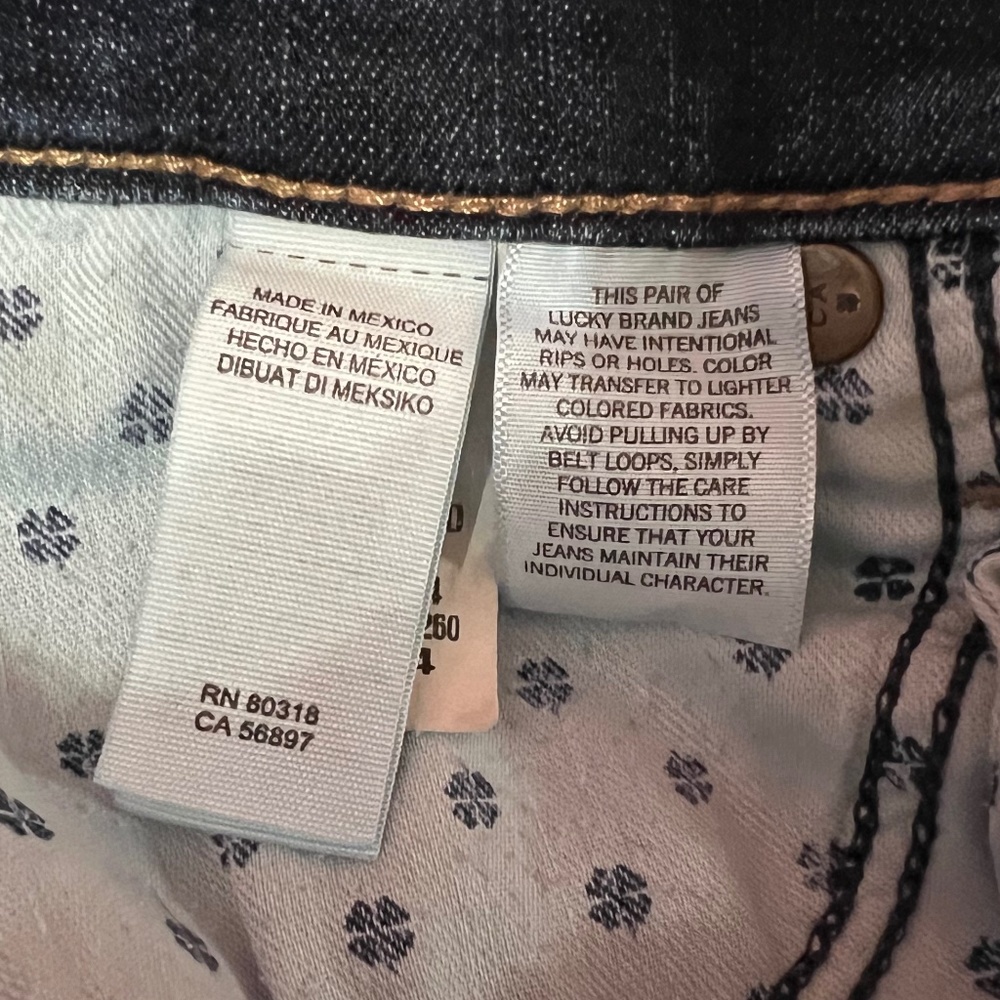 MADE IN MEXICO
FABRIQUE AU MEXIQUE
HECHO EN MÉXICO
DIBUAT DI MEKSIKO
RN 80318
CA 56897
THIS PAIR OF
LUCKY BRAND JEANS
MAY HAVE INTENTIONAL
RIPS OR HOLES. COLOR
MAY TRANSFER TO LIGHTER
COLORED FABRICS.
AVOID PULLING UP BY
BELT LOOPS, SIMPLY
FOLLOW THE CARE
INSTRUCTIONS TO
ENSURE THAT YOUR
JEANS MAINTAIN THEIR
INDIVIDUAL CHARACTER.
260
4